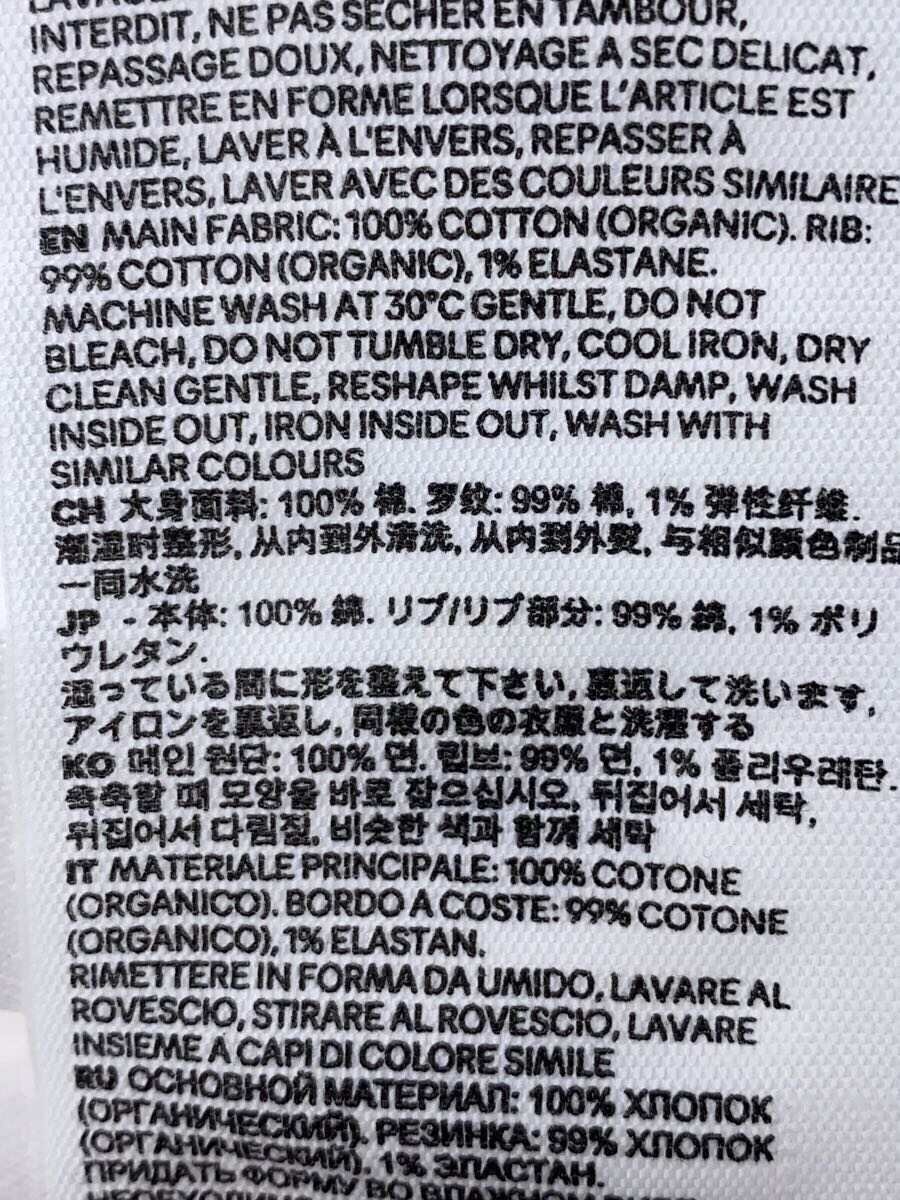 INTERDIT, NE PAS SÉCHER EN TAMBOUR,
REPASSAGE DOUX, NETTOYAGE A SEC DELICAT,
REMETTRE EN FORME LORSQUE L'ARTICLE EST
HUMIDE, LAVER À L'ENVERS, REPASSER À
L'ENVERS, LAVER AVEC DES COULEURS SIMILAIRE
EN MAIN FABRIC: 100% COTTON (ORGANIC). RIB:
99% COTTON (ORGANIC), 1% ELASTANE.
MACHINE WASH AT 30°C GENTLE, DO NOT
BLEACH, DO NOT TUMBLE DRY, COOL IRON, DRY
CLEAN GENTLE, RESHAPE WHILST DAMP, WASH
INSIDE OUT, IRON INSIDE OUT, WASH WITH
SIMILAR COLOURS
CH 大身面料: 100% 棉. 罗纹: 99% 棉, 1% 弹性纤维.
潮湿时整形, 从内到外清洗, 从内到外熨, 与相似颜色制品
一同水洗
JP - 本体: 100% 綿. リブ/リブ部分: 99% 綿, 1% ポリ
ウレタン.
湿っている間に形を整えて下さい, 裏返して洗います,
アイロンを裏返し, 同様の色の衣服と洗濯する
KO 메인 원단: 100% 면. 립브: 99% 면, 1% 폴리우레탄.
축축할 때 모양을 바로 잡으십시오, 뒤집어서 세탁,
뒤집어서 다림질, 비슷한 색과 함께 세탁
IT MATERIALE PRINCIPALE: 100% COTONE
(ORGANICO). BORDO A COSTE: 99% COTONE
(ORGANICO), 1% ELASTAN.
RIMETTERE IN FORMA DA UMIDO, LAVARE AL
ROVESCIO, STIRARE AL ROVESCIO, LAVARE
INSIEME A CAPI DI COLORE SIMILE
RU ОСНОВНОЙ МАТЕРИАЛ: 100% ХЛОПОК
(ОРГАНИЧЕСКИЙ). РЕЗИНКА: 99% ХЛОПОК
(ОРГАНИЧЕСКИЙ). 1% ЭЛАСТАН.
ПРИДАТЬ ФОРМУ ВО ВЛАЖНОМ